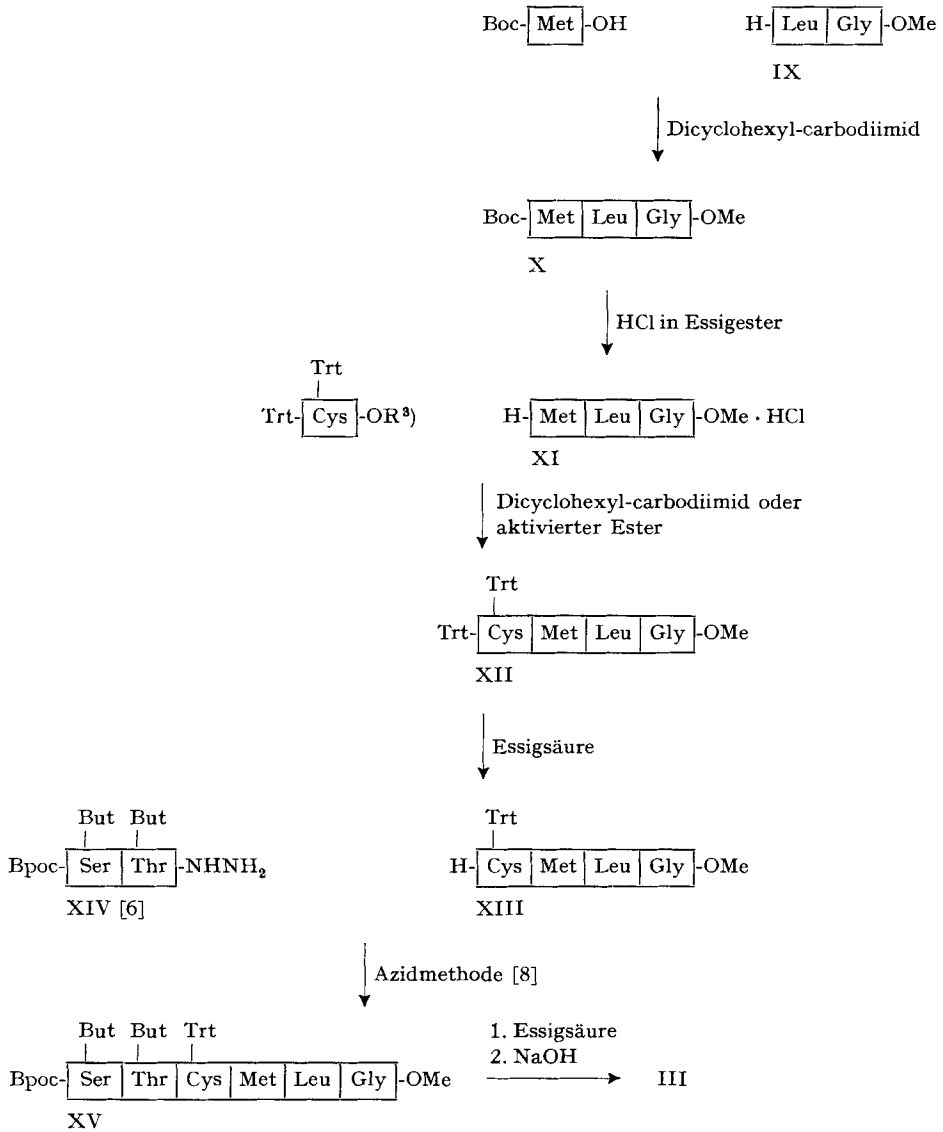 Boc- Met -OH H- Leu Gly -OMe
IX
Dicyclohexyl-carbodiimid
Boc- Met Leu Gly -OMe
X
HCl in Essigester
Trt
Trt- Cys -OR³) H- Met Leu Gly -OMe · HCl
XI
Dicyclohexyl-carbodiimid oder
aktivierter Ester
Trt
Trt- Cys Met Leu Gly -OMe
XII
Essigsäure
But But Trt
Bpoc- Ser Thr -NHNH₂ H- Cys Met Leu Gly -OMe
XIV [6] XIII
Azidmethode [8]
But But Trt 1. Essigsäure
2. NaOH
Bpoc- Ser Thr Cys Met Leu Gly -OMe III
XV